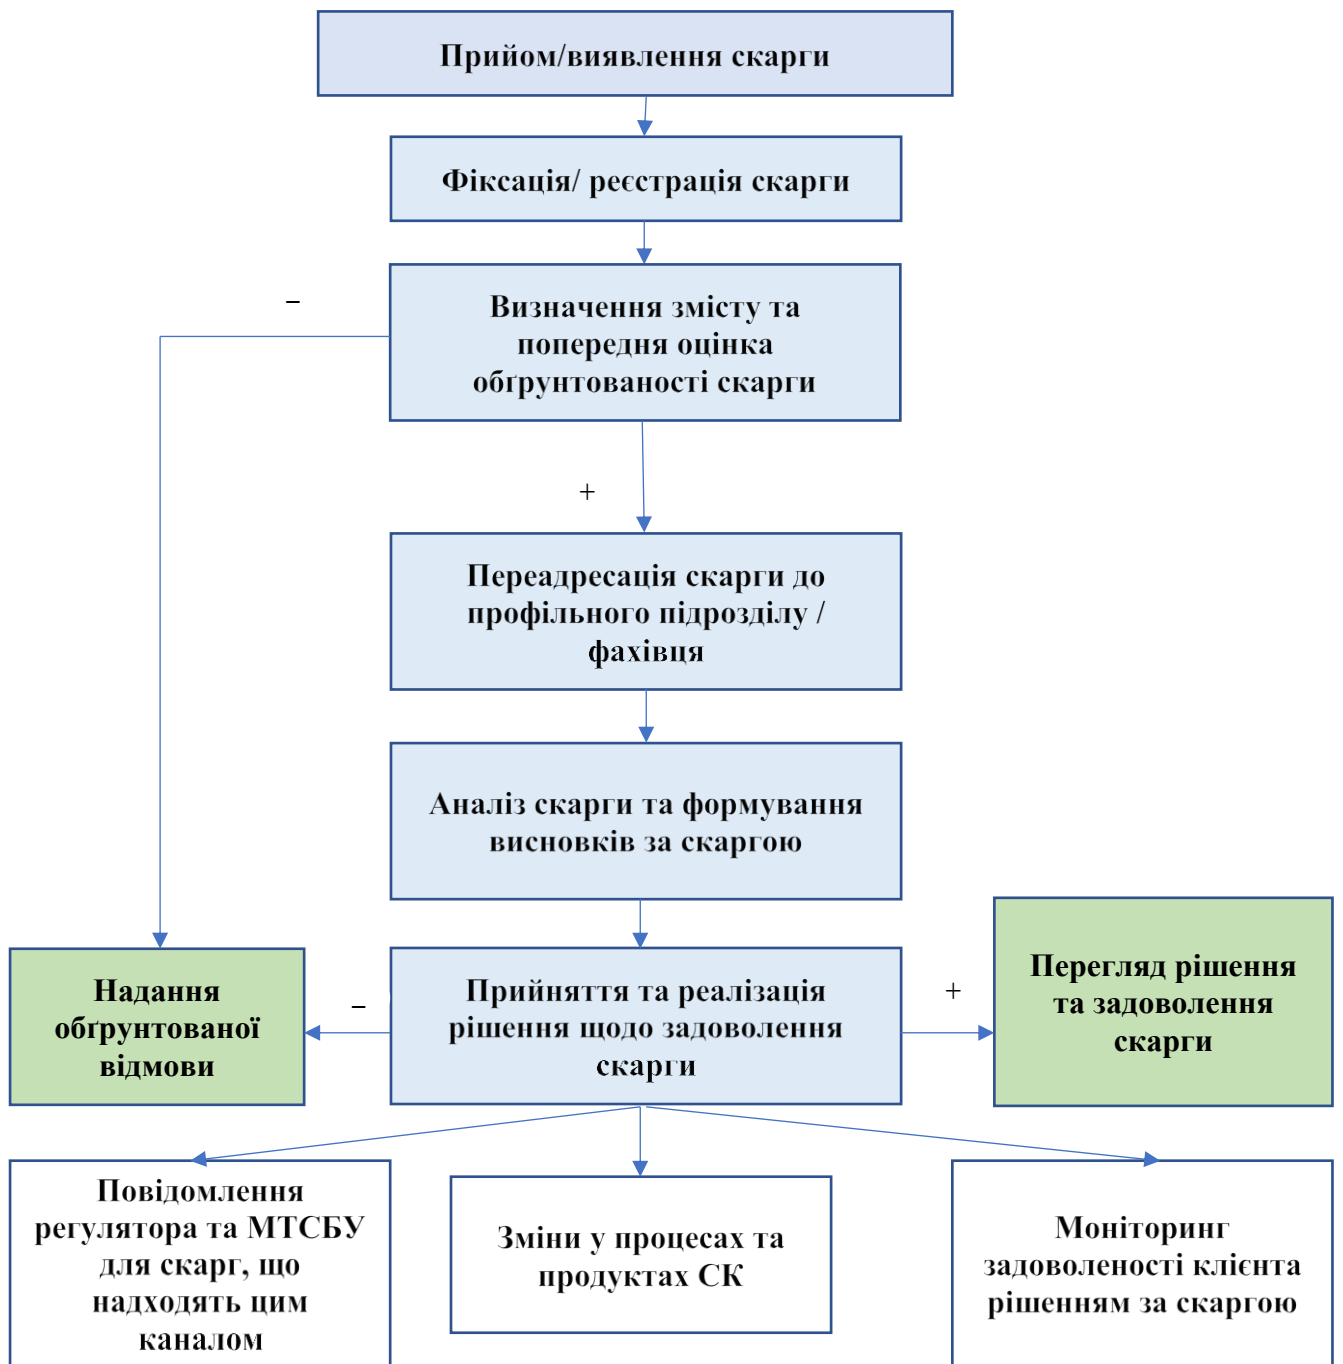 Прийом/виявлення скарги
Фіксація/ реєстрація скарги
–
Визначення змісту та
попередня оцінка
обґрунтованості скарги
+
Переадресація скарги до
профільного підрозділу /
фахівця
Аналіз скарги та формування
висновків за скаргою
Надання
обґрунтованої
відмови
–
Прийняття та реалізація
рішення щодо задоволення
скарги
+
Перегляд рішення
та задоволення
скарги
Повідомлення
регулятора та МТСБУ
для скарг, що
надходять цим
каналом
Зміни у процесах та
продуктах СК
Моніторинг
задоволеності клієнта
рішенням за скаргою